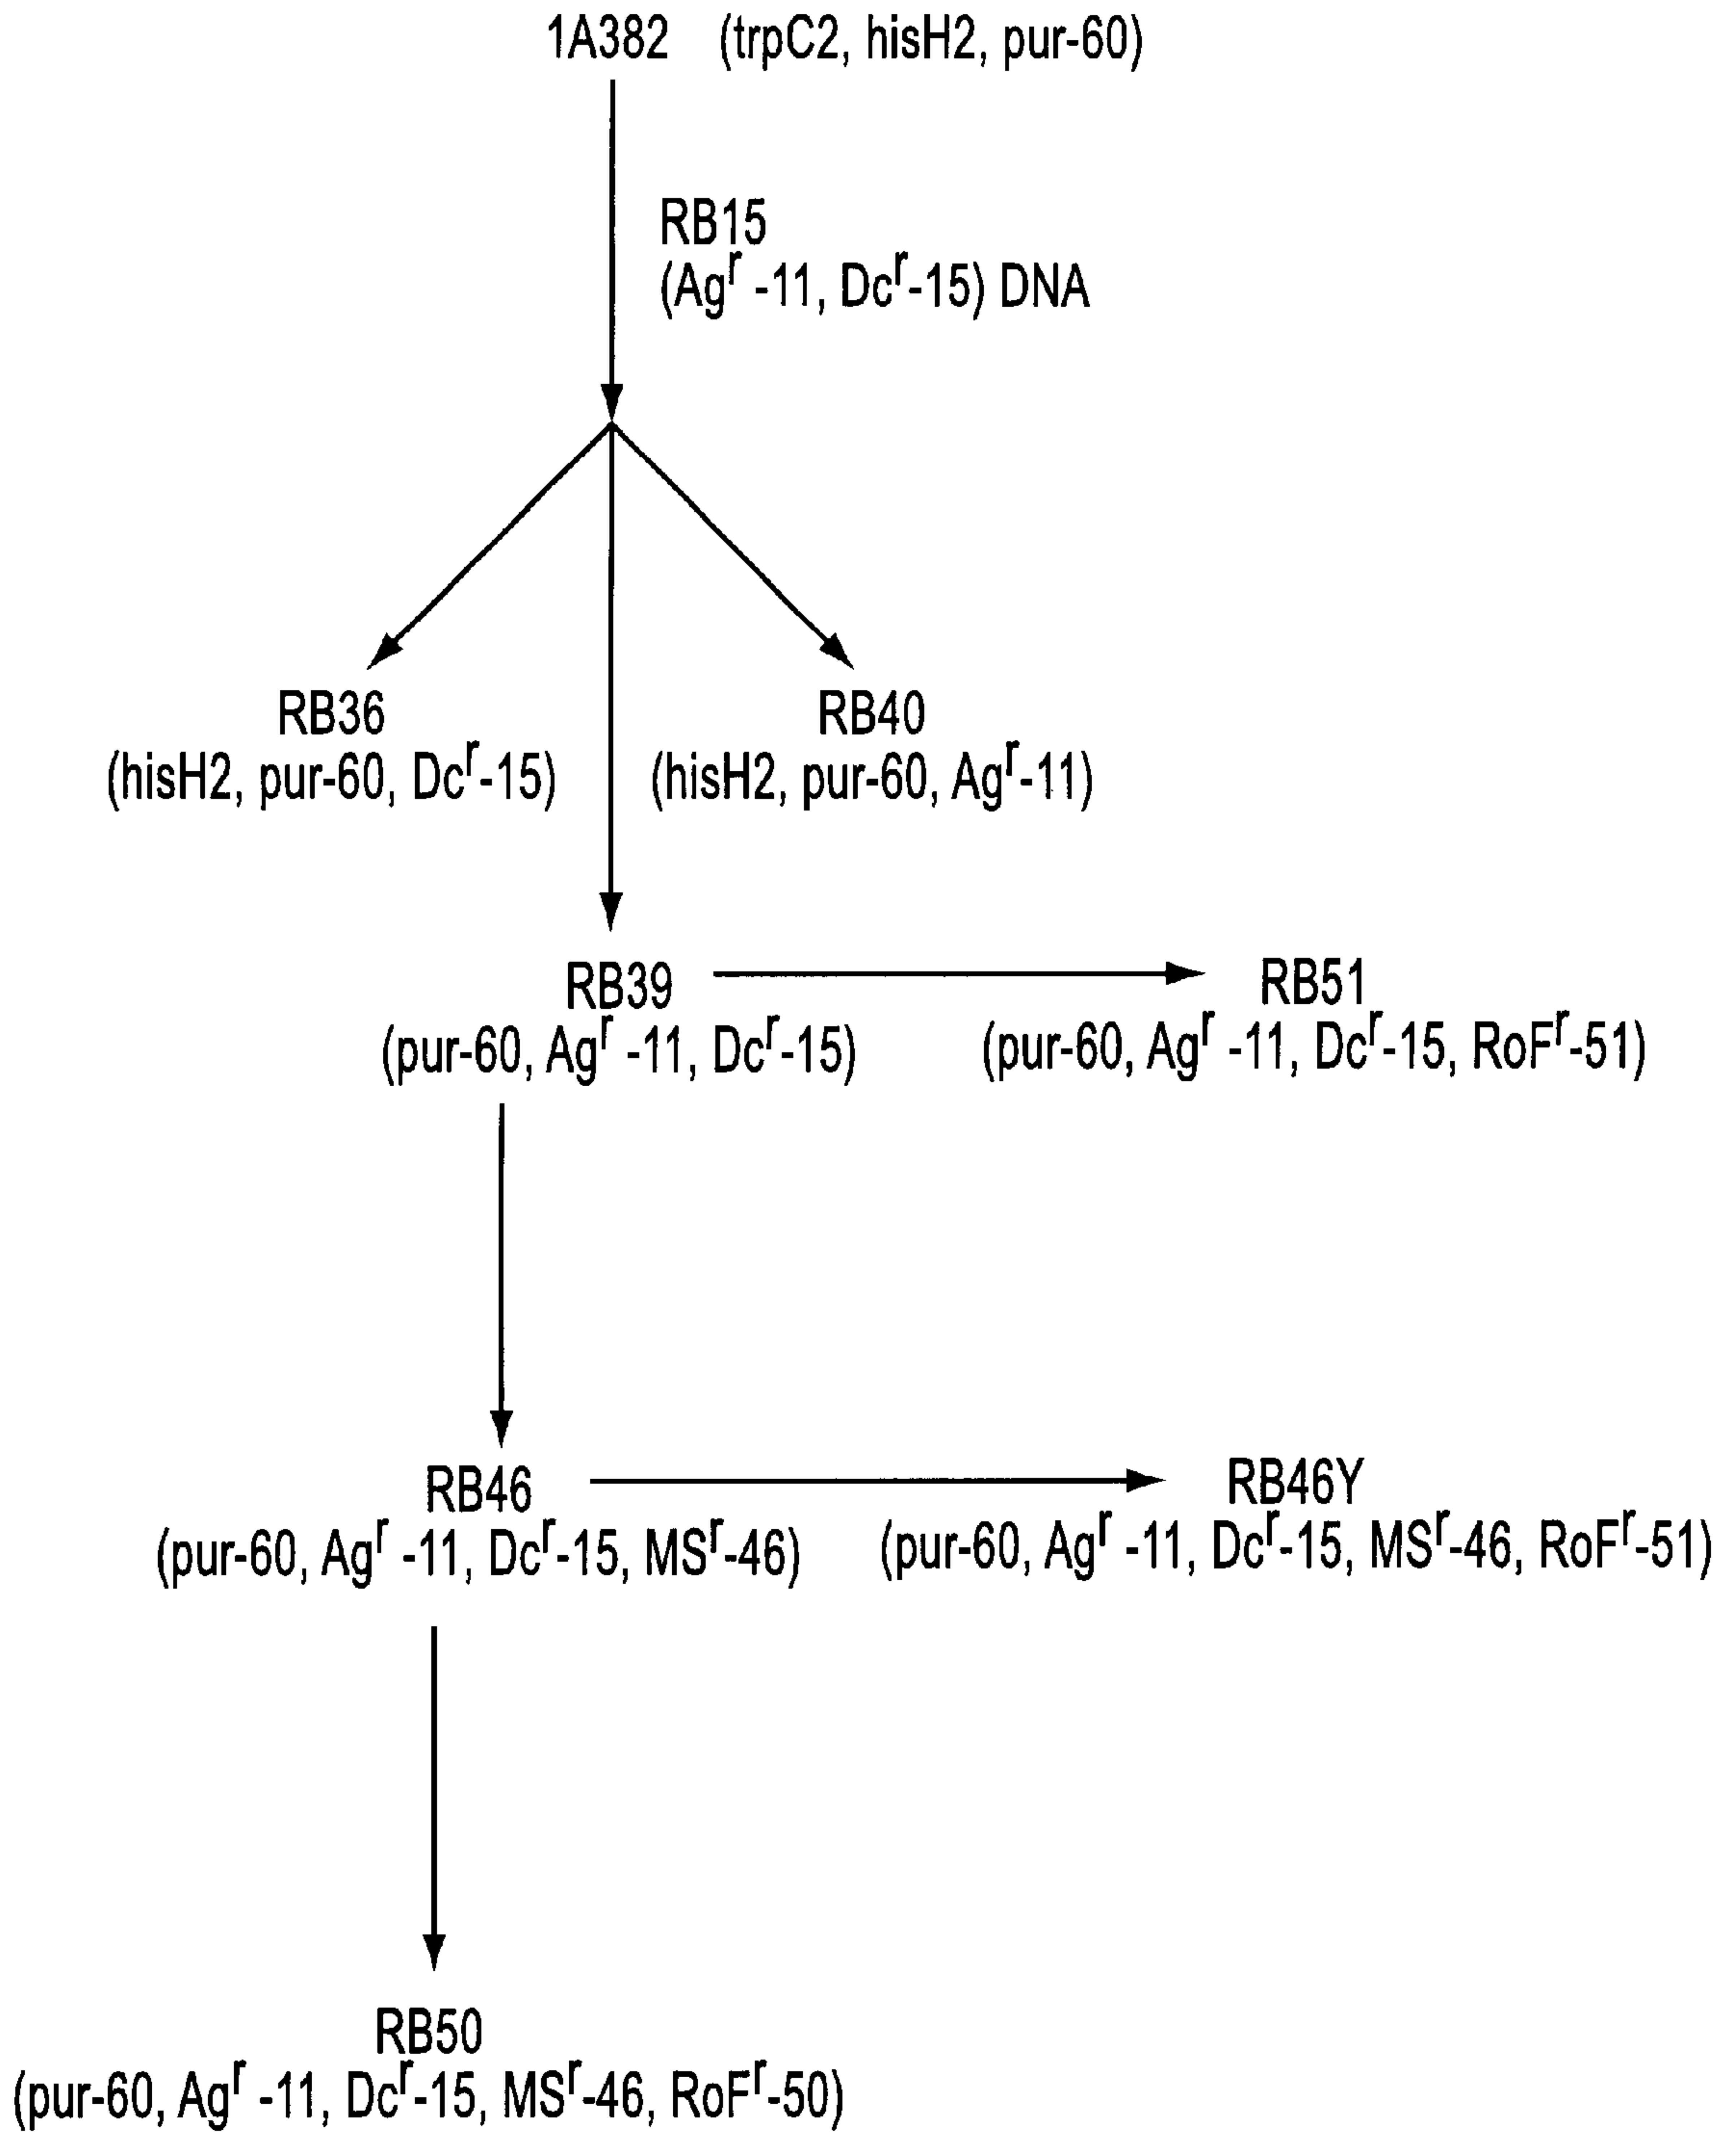 1A382 (trpC2, hisH2, pur-60)
RB15
(Agʳ -11, Dcʳ-15) DNA
RB36
(hisH2, pur-60, Dcʳ-15)
RB40
(hisH2, pur-60, Agʳ-11)
RB39
(pur-60, Agʳ -11, Dcʳ-15)
RB51
(pur-60, Agʳ -11, Dcʳ-15, RoFʳ-51)
RB46
(pur-60, Agʳ -11, Dcʳ-15, MSʳ-46)
RB46Y
(pur-60, Agʳ -11, Dcʳ-15, MSʳ-46, RoFʳ-51)
RB50
(pur-60, Agʳ -11, Dcʳ-15, MSʳ-46, RoFʳ-50)